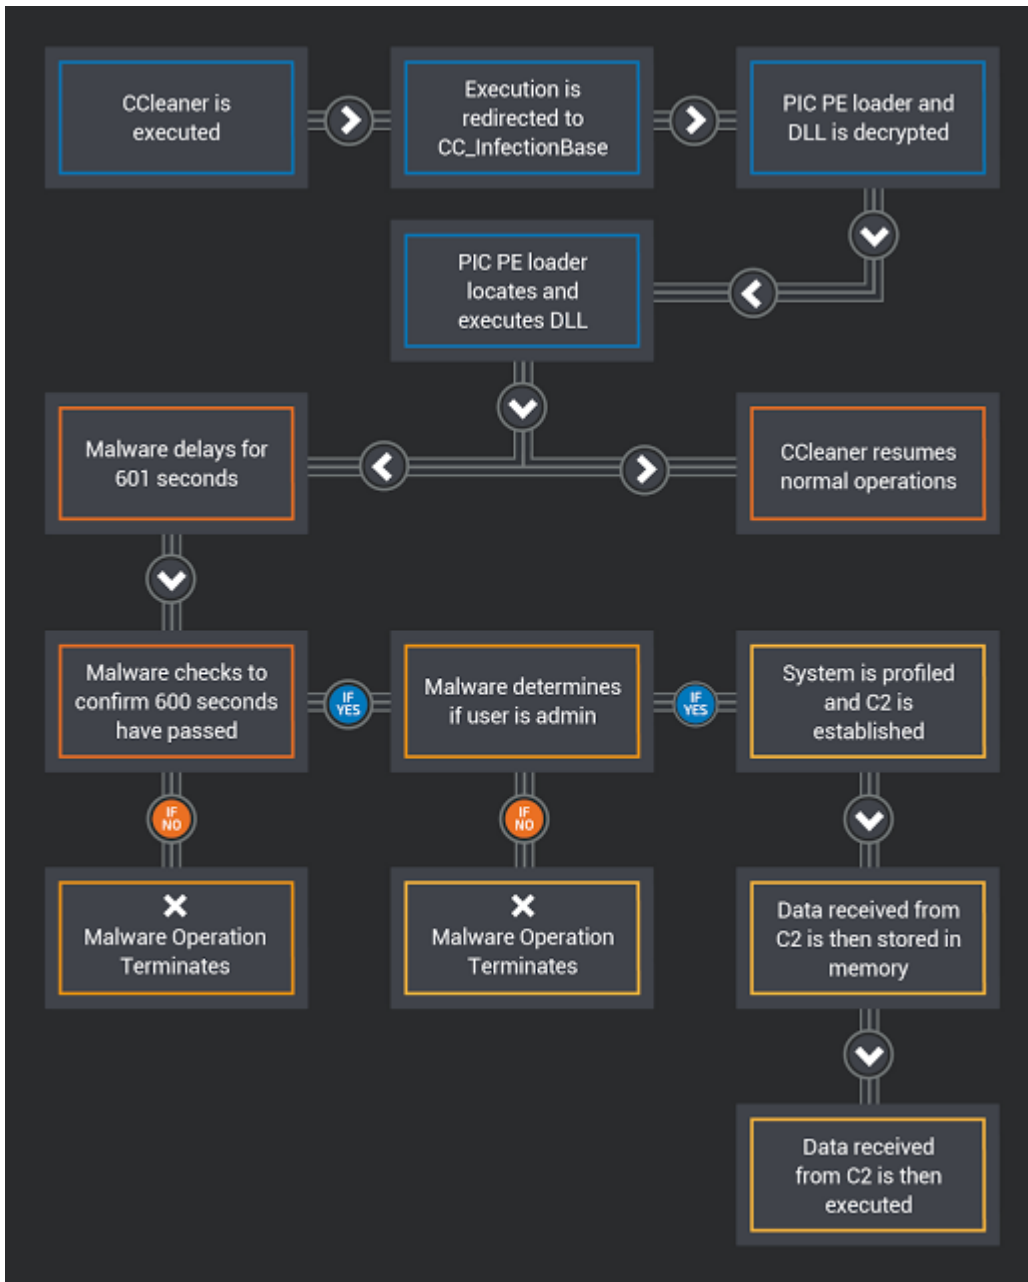 CCleaner is
executed
Execution is
redirected to
CC_InfectionBase
PIC PE loader and
DLL is decrypted
PIC PE loader
locates and
executes DLL
Malware delays for
601 seconds
CCleaner resumes
normal operations
Malware checks to
confirm 600 seconds
have passed
IF
YES
Malware determines
if user is admin
IF
YES
System is profiled
and C2 is
established
IF
NO
IF
NO
Malware Operation
Terminates
Malware Operation
Terminates
Data received from
C2 is then stored in
memory
Data received
from C2 is then
executed